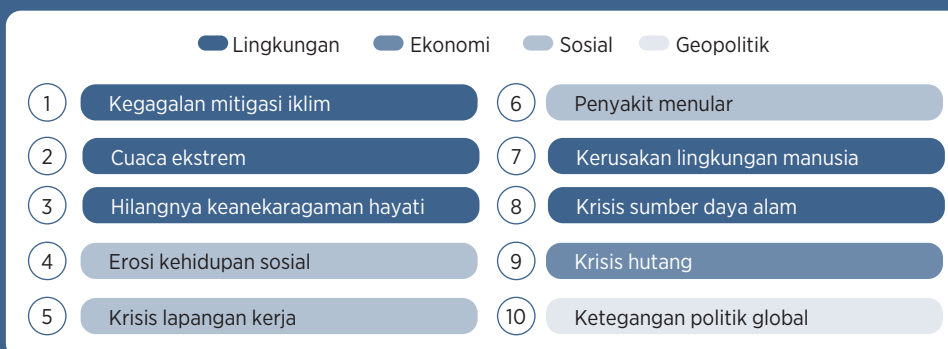 Lingkungan Ekonomi Sosial Geopolitik
1 Kegagalan mitigasi iklim
2 Cuaca ekstrem
3 Hilangnya keanekaragaman hayati
4 Erosi kehidupan sosial
5 Krisis lapangan kerja
6 Penyakit menular
7 Kerusakan lingkungan manusia
8 Krisis sumber daya alam
9 Krisis hutang
10 Ketegangan politik global